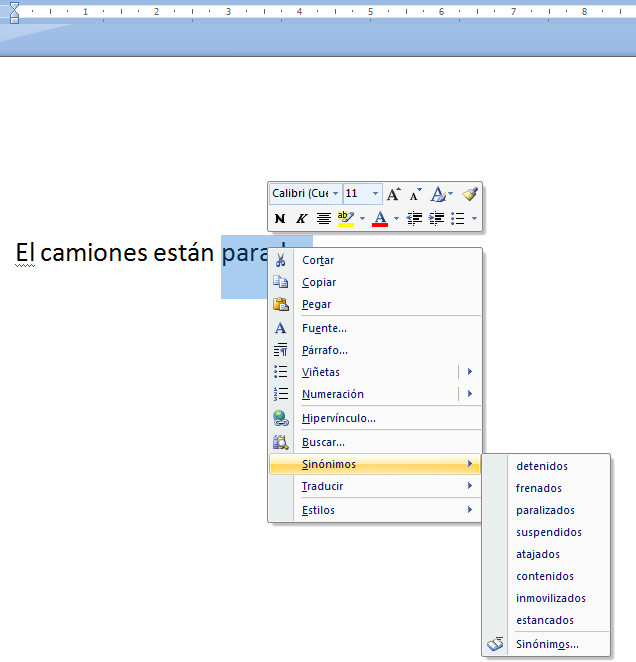 1 2 3 4 5 6 7 8
Calibri (Cue 11 A A A
N K ab A
El camiones están
Cortar
Copiar
Pegar
Fuente...
Párrafo...
Viñetas
Numeración
Hipervínculo...
Buscar...
Sinónimos
Traducir
Estilos
detenidos
frenados
paralizados
suspendidos
atajados
contenidos
inmovilizados
estancados
Sinónimos...